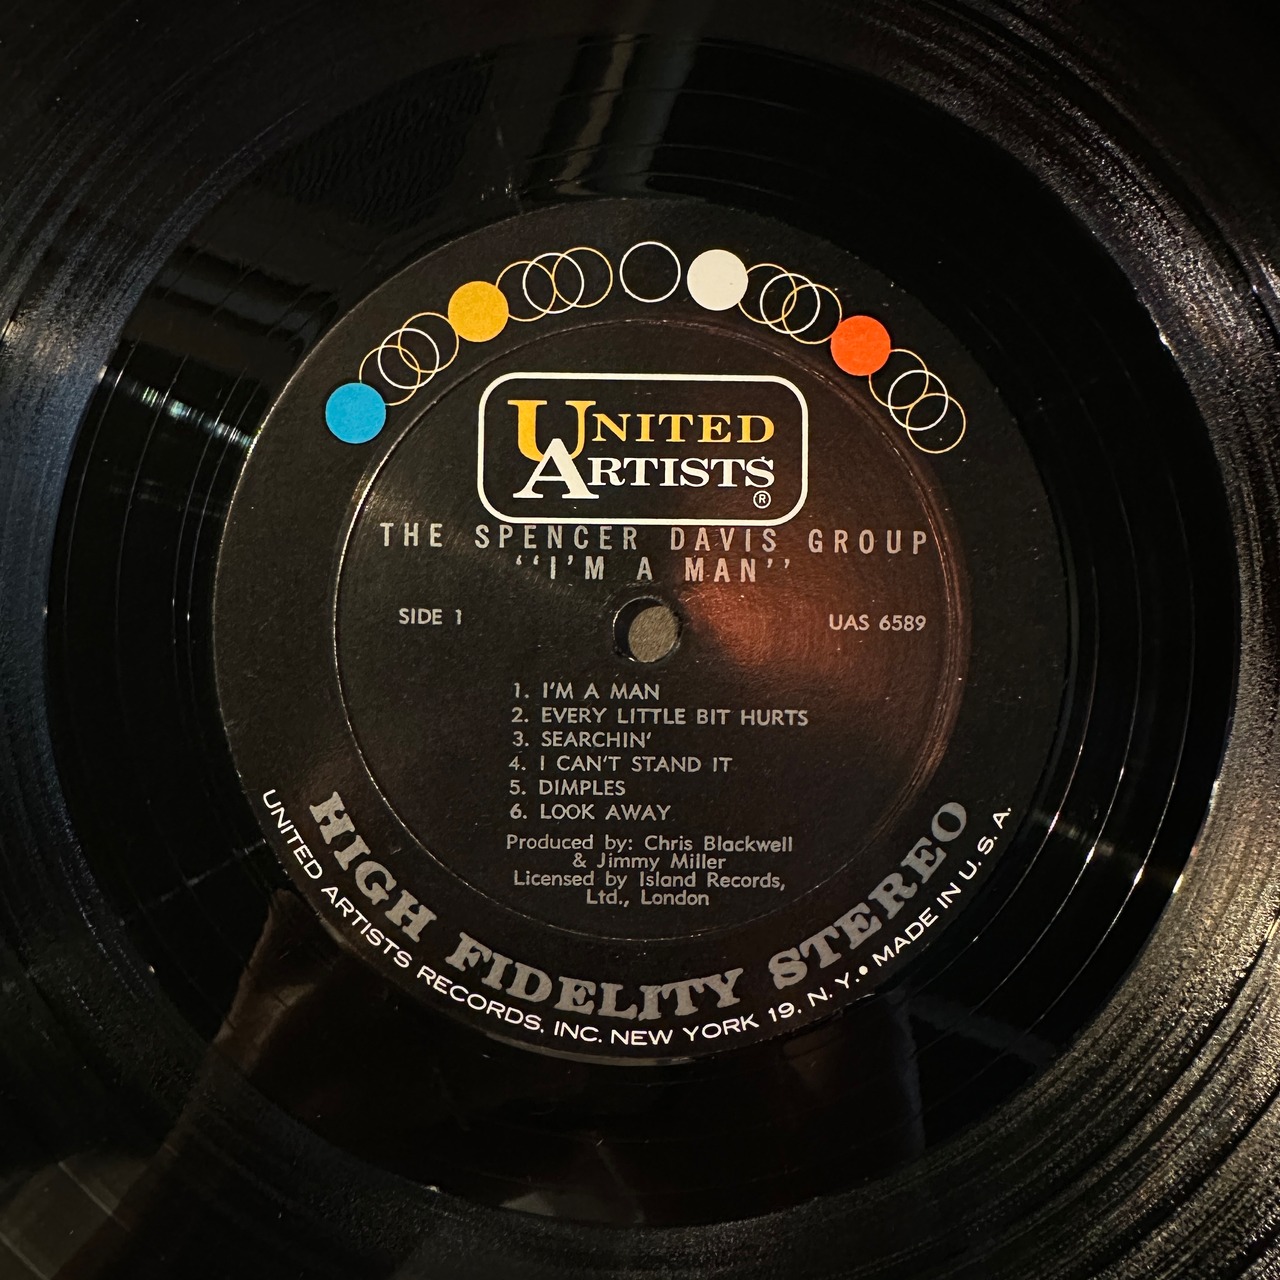 UNITED
ARTISTS
®
THE SPENCER DAVIS GROUP
‘‘I’M A MAN’’
SIDE 1
UAS 6589
1. I'M A MAN
2. EVERY LITTLE BIT HURTS
3. SEARCHIN'
4. I CAN'T STAND IT
5. DIMPLES
6. LOOK AWAY
Produced by: Chris Blackwell
& Jimmy Miller
Licensed by Island Records,
Ltd., London
HIGH FIDELITY STEREO
UNITED ARTISTS RECORDS, INC. NEW YORK 19, N. Y. • MADE IN U. S. A.